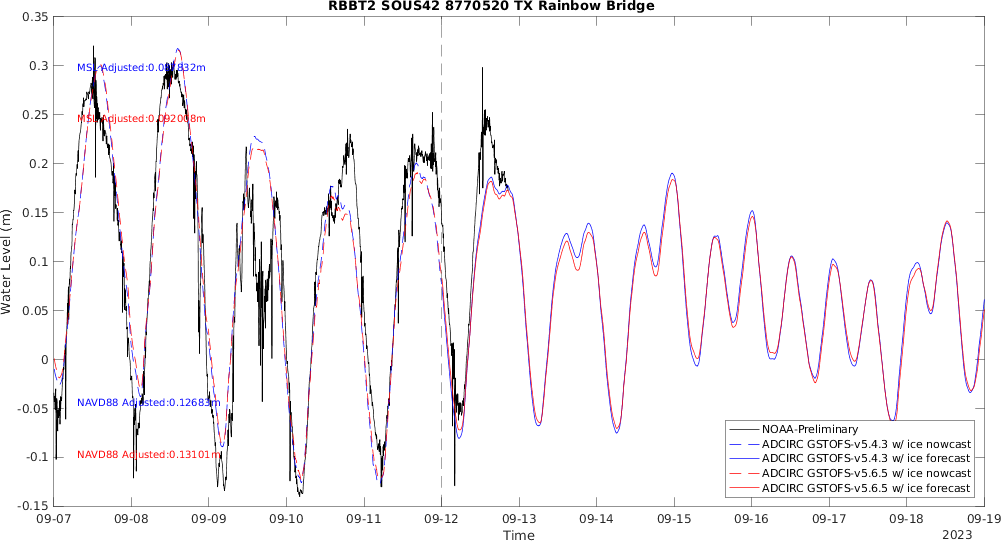 RBBT2 SOUS42 8770520 TX Rainbow Bridge
0.35
0.3
0.25
0.2
0.15
0.1
0.05
0
-0.05
-0.1
-0.15
Water Level (m)
MSL Adjusted:
NAVD88 Adjusted:0.12683m
NAVD88 Adjusted:0.13101m
NOAA-Preliminary
ADCIRC GSTOFS-v5.4.3 w/ ice nowcast
ADCIRC GSTOFS-v5.4.3 w/ ice forecast
ADCIRC GSTOFS-v5.6.5 w/ ice nowcast
ADCIRC GSTOFS-v5.6.5 w/ ice forecast
09-07 09-08 09-09 09-10 09-11 09-12 09-13 09-14 09-15 09-16 09-17 09-18 09-19
Time
2023